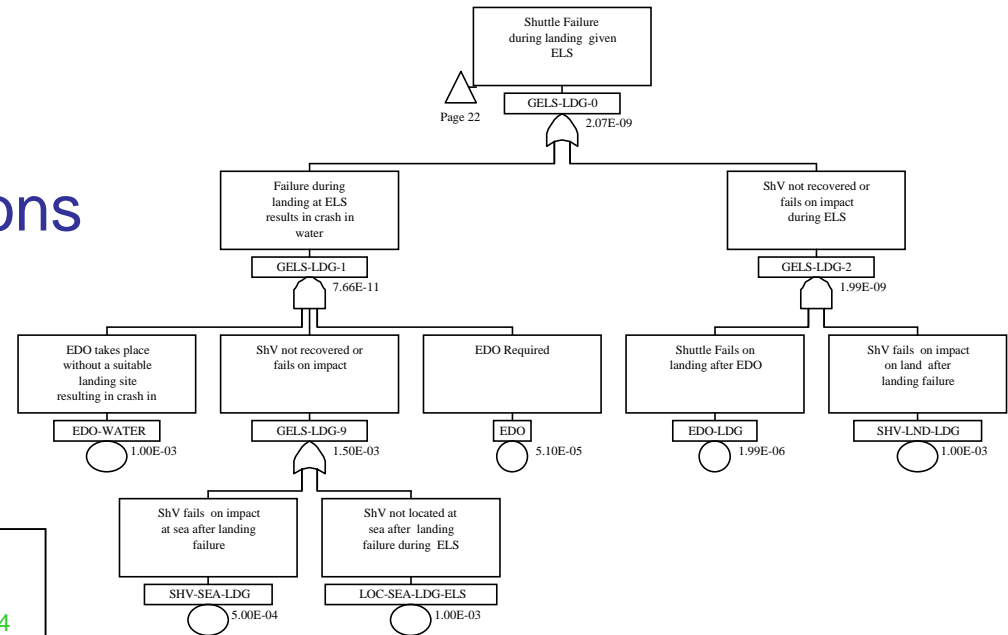 Shuttle Failure
during landing given
ELS
Page 22
GELS-LDG-0
2.07E-09
ons
Failure during
landing at ELS
results in crash in
water
GELS-LDG-1
7.66E-11
ShV not recovered or
fails on impact
during ELS
GELS-LDG-2
1.99E-09
EDO takes place
without a suitable
landing site
resulting in crash in
EDO-WATER
1.00E-03
ShV not recovered or
fails on impact
GELS-LDG-9
1.50E-03
EDO Required
EDO
5.10E-05
Shuttle Fails on
landing after EDO
EDO-LDG
1.99E-06
ShV fails on impact
on land after
landing failure
SHV-LND-LDG
1.00E-03
ShV fails on impact
at sea after landing
failure
SHV-SEA-LDG
5.00E-04
ShV not located at
sea after landing
failure during ELS
LOC-SEA-LDG-ELS
1.00E-03
4